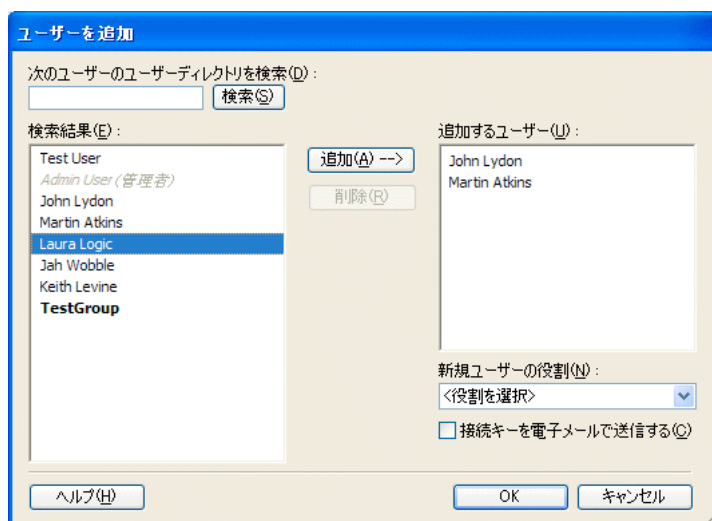 ユーザーを追加
次のユーザーのユーザーディレクトリを検索(D):
検索(S)
検索結果(E):
Test User
Admin User (管理者)
John Lydon
Martin Atkins
Laura Logic
Jah Wobble
Keith Levine
TestGroup
追加(A) -->
削除(R)
追加するユーザー(U):
John Lydon
Martin Atkins
新規ユーザーの役割(N):
<役割を選択>
接続キーを電子メールで送信する(C)
ヘルプ(H)
OK
キャンセル